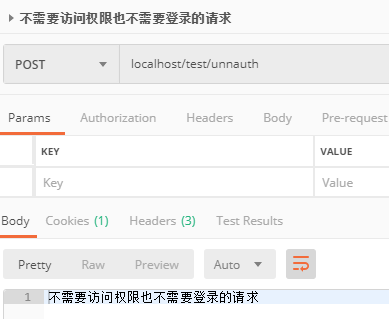 不需要访问权限也不需要登录的请求
POST localhost/test/unnauth
Params Authorization Headers Body Pre-request
KEY VALUE
Key Value
Body Cookies (1) Headers (3) Test Results
Pretty Raw Preview Auto
1 不需要访问权限也不需要登录的请求